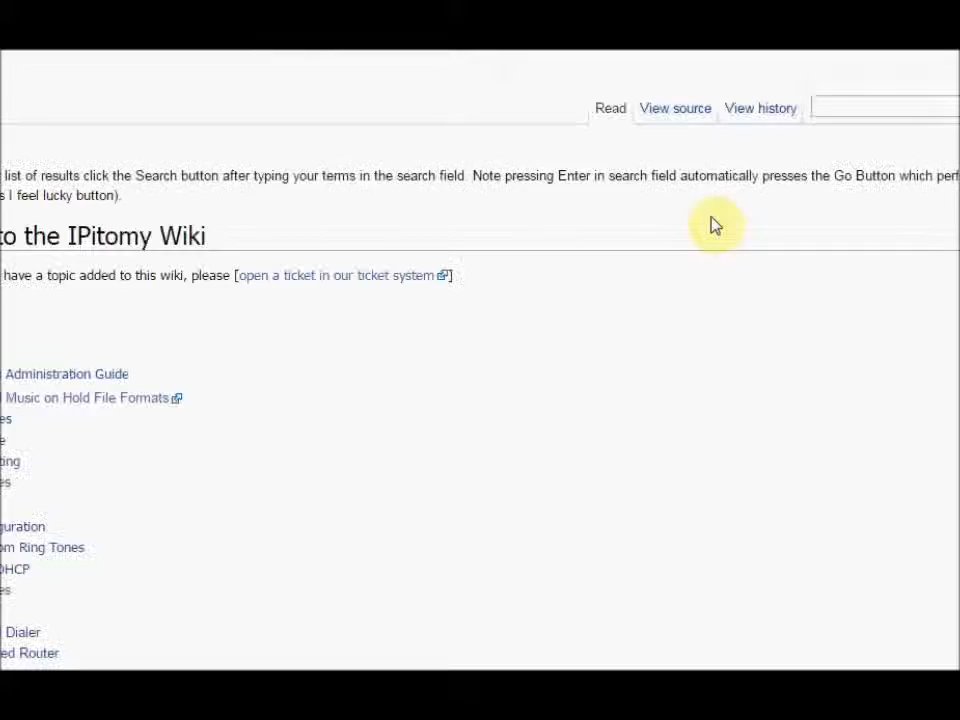 Read View source View history
list of results click the Search button after typing your terms in the search field. Note pressing Enter in search field automatically presses the Go Button which
s I feel lucky button).
to the IPitomy Wiki
have a topic added to this wiki, please [open a ticket in our ticket system]
Administration Guide
Music on Hold File Formats
es
e
ting
es
guration
om Ring Tones
DHCP
es
Dialer
ed Router